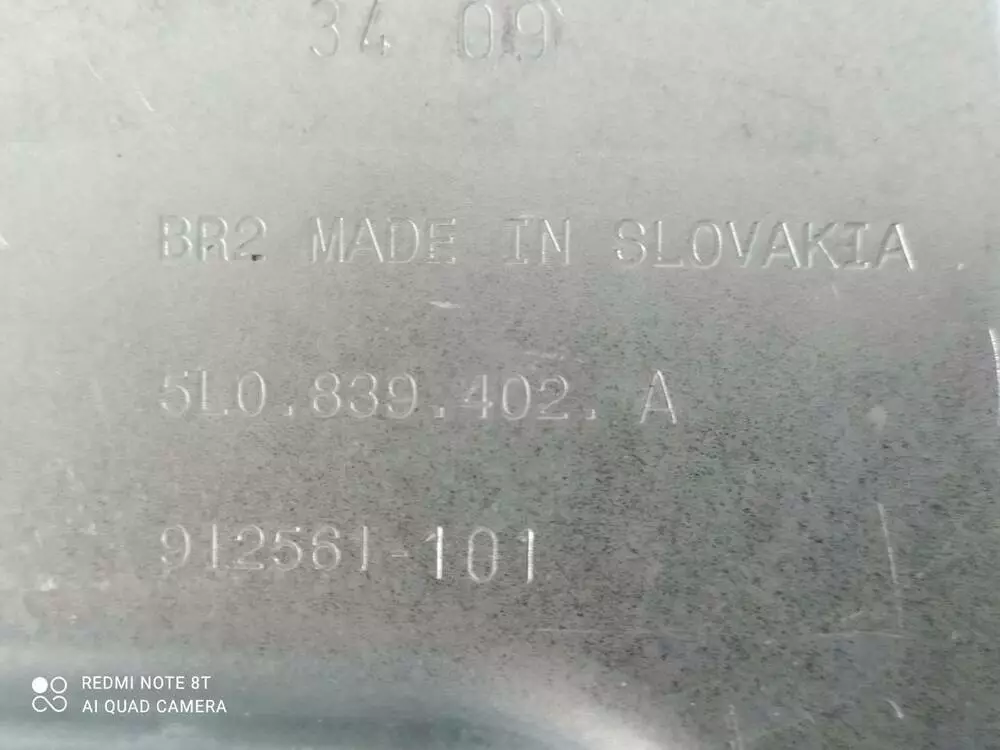 34 09
BR2 MADE IN SLOVAKIA
5L0.839.402. A
912561-101
REDMI NOTE 8T
AI QUAD CAMERA